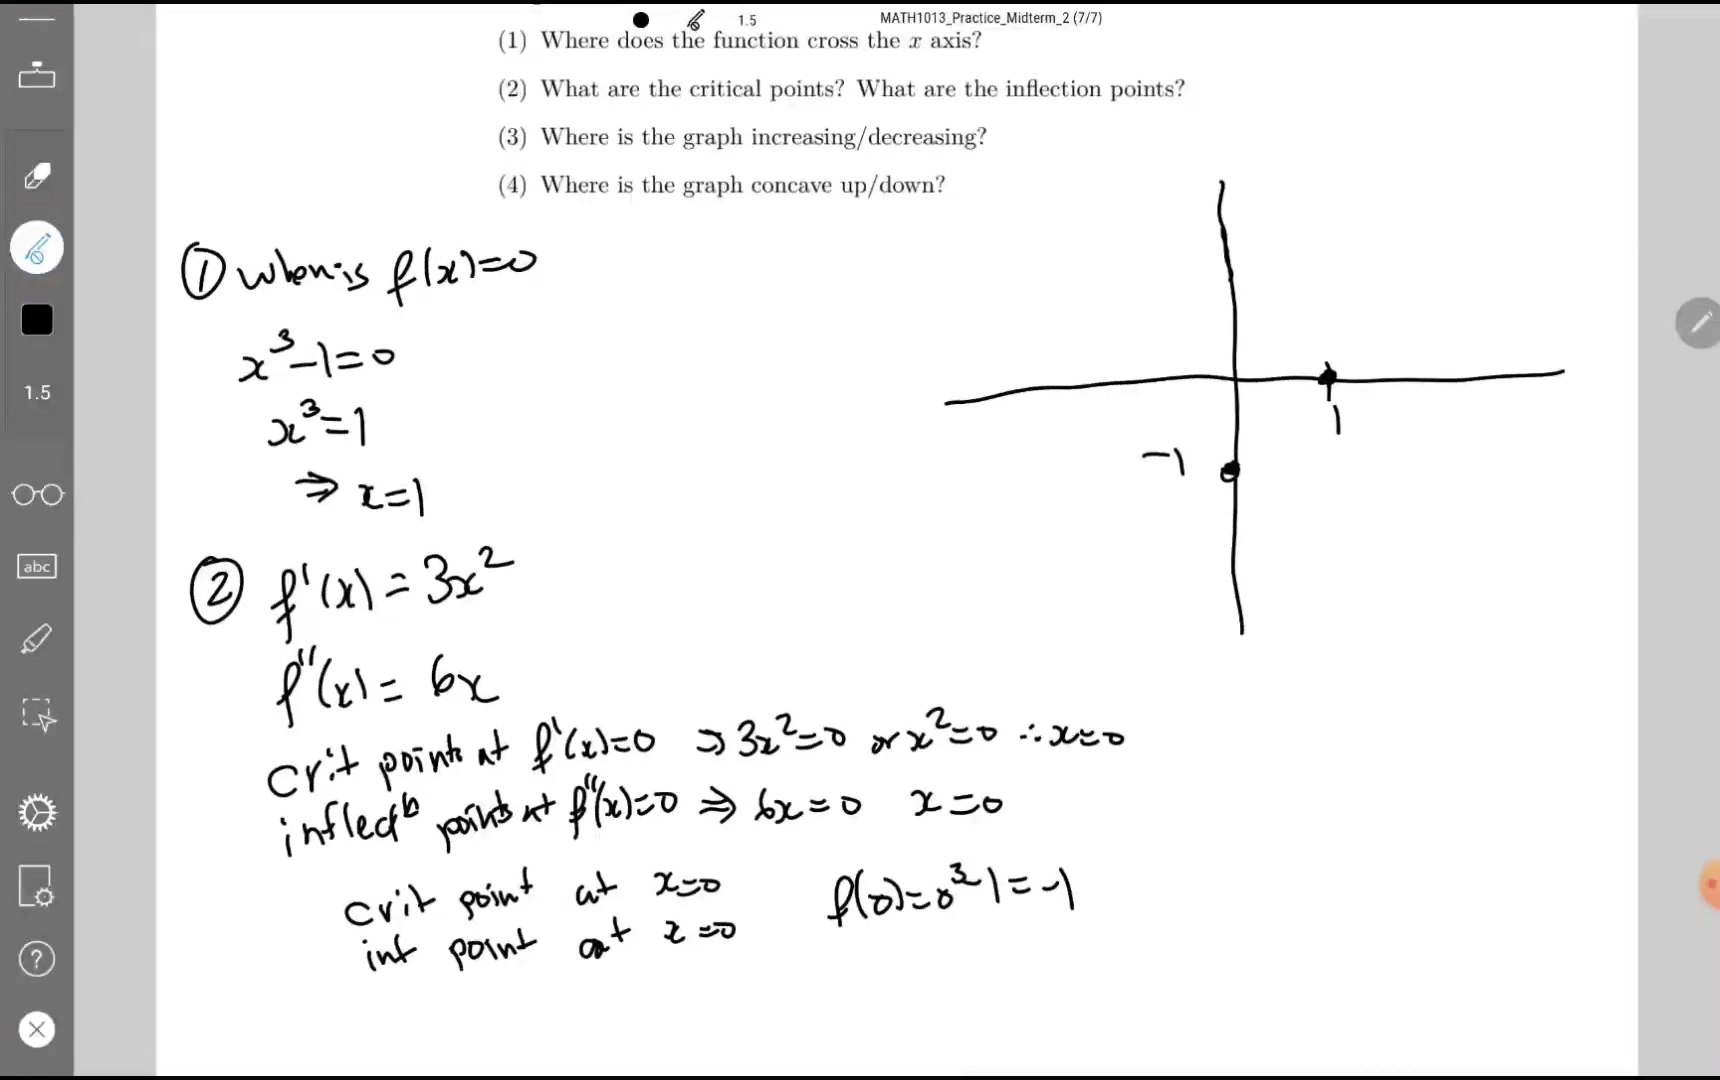 1.5 MATH1013_Practice_Midterm_2 (7/7)
(1) Where does the function cross the x axis?
(2) What are the critical points? What are the inflection points?
(3) Where is the graph increasing/decreasing?
(4) Where is the graph concave up/down?
① when is f(x)=0
x³-1=0
x³=1
⇒ x=1
1
-1
② f'(x) = 3x²
f''(x) = 6x
crit points at f'(x)=0 ⇒ 3x²=0 or x²=0 ∴ x=0
inflectⁿ points at f''(x)=0 ⇒ 6x=0 x=0
crit point at x=0 f(0)=0³-1=-1
inf point at x=0
1.5
abc